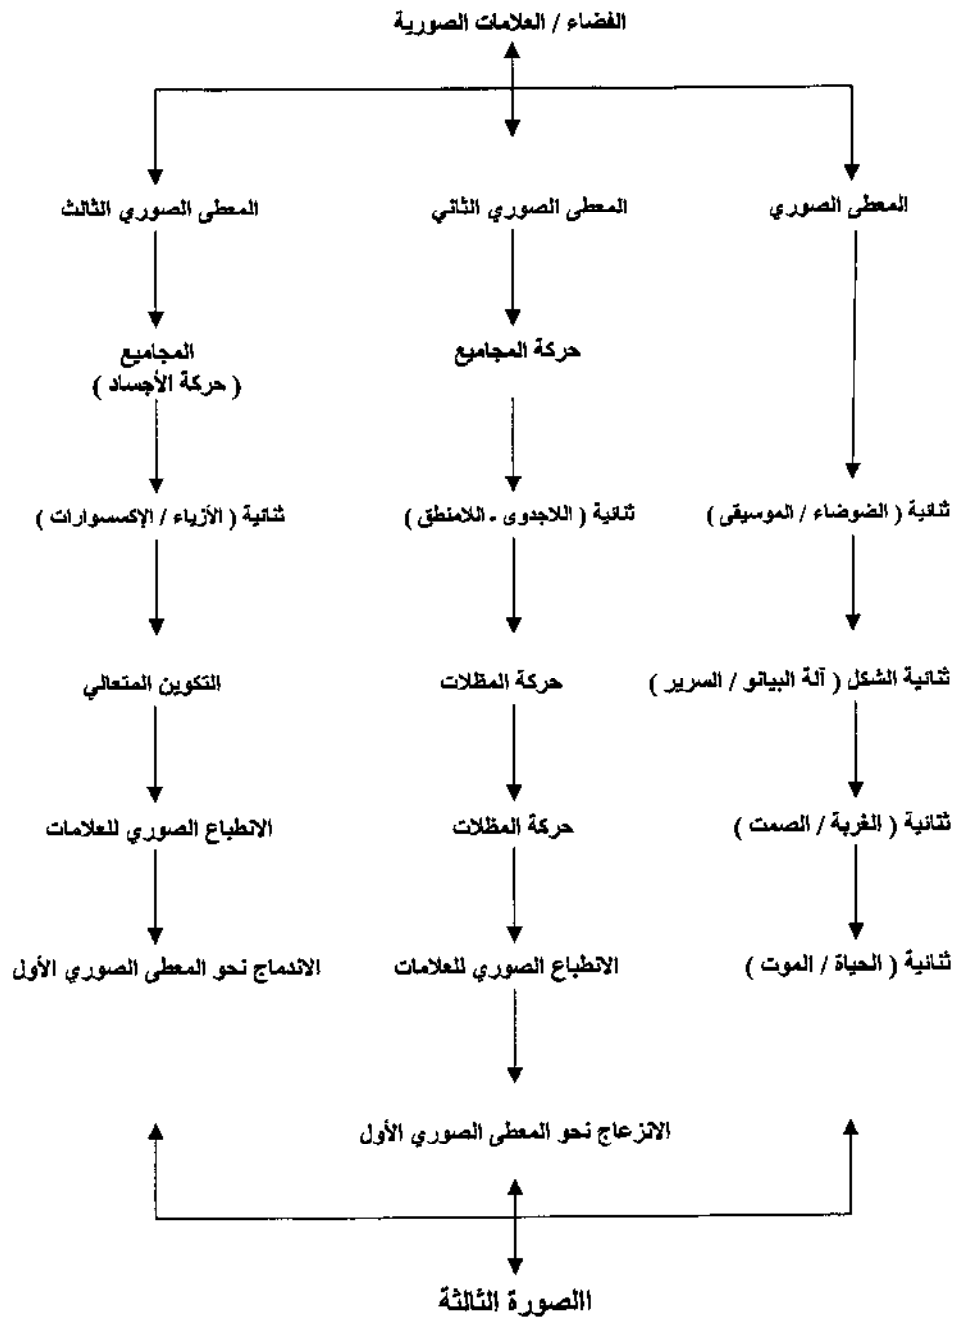 الفضاء / العلامات الصورية
المعطى الصوري
المعطى الصوري الثاني
المعطى الصوري الثالث
حركة المجاميع
المجاميع
( حركة الأجساد )
ثنائية ( الضوضاء / الموسيقى )
ثنائية ( اللاجدوى - اللامنطق )
ثنائية ( الأزياء / الإكسسوارات )
ثنائية الشكل ( آلة البيانو / السرير )
حركة المظلات
التكوين المتعالي
ثنائية ( الغربة / الصمت )
حركة المظلات
الانطباع الصوري للعلامات
ثنائية ( الحياة / الموت )
الانطباع الصوري للعلامات
الاندماج نحو المعطى الصوري الأول
الانزعاج نحو المعطى الصوري الأول
االصورة الثالثة